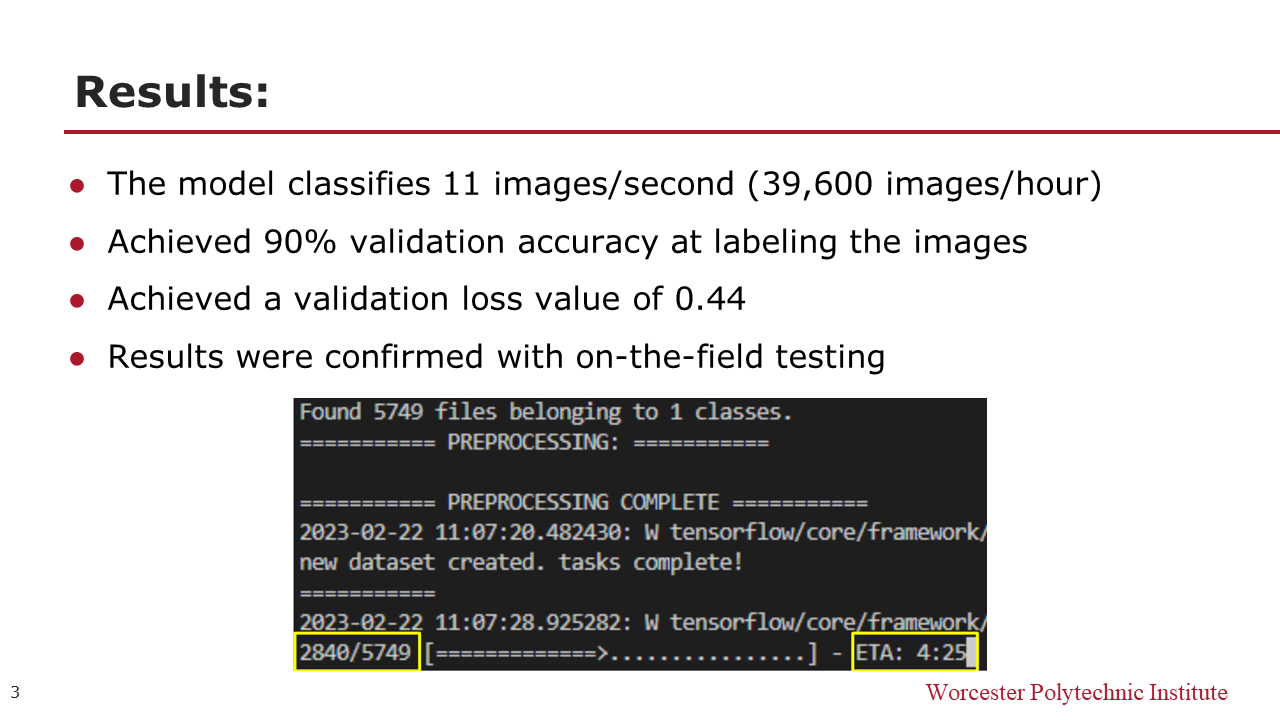 Results:
● The model classifies 11 images/second (39,600 images/hour)
● Achieved 90% validation accuracy at labeling the images
● Achieved a validation loss value of 0.44
● Results were confirmed with on-the-field testing
Found 5749 files belonging to 1 classes.
=========== PREPROCESSING: ===========
=========== PREPROCESSING COMPLETE ===========
2023-02-22 11:07:20.482430: W tensorflow/core/framework/
new dataset created. tasks complete!
===========
2023-02-22 11:07:28.925282: W tensorflow/core/framework/
2840/5749 [=============>................] - ETA: 4:25
3
Worcester Polytechnic Institute